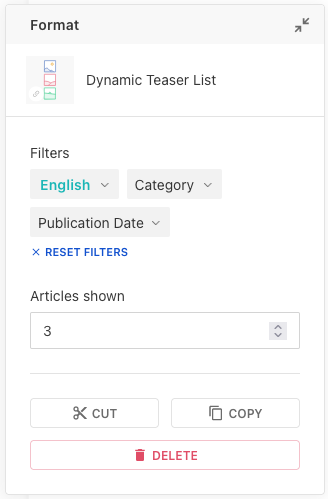 Format
Dynamic Teaser List
Filters
English Category
Publication Date
RESET FILTERS
Articles shown
3
CUT COPY
DELETE